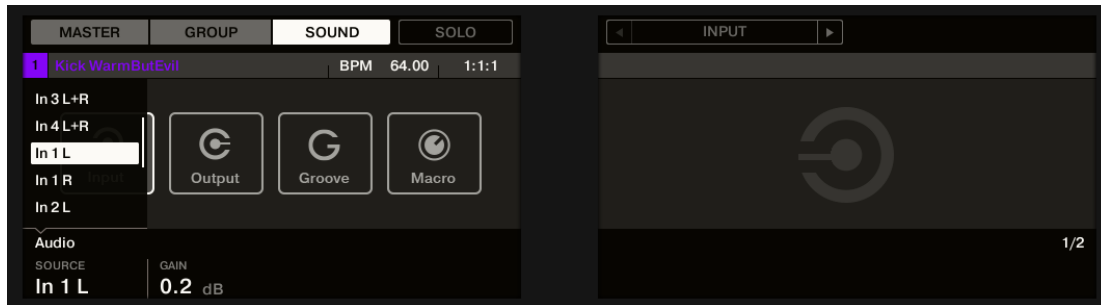 MASTER GROUP SOUND SOLO INPUT
1 Kick WarmButEvil BPM 64.00 1:1:1
In 3 L+R
In 4 L+R
In 1 L
In 1 R
In 2 L
Input Output Groove Macro
Audio 1/2
SOURCE GAIN
In 1 L 0.2 dB